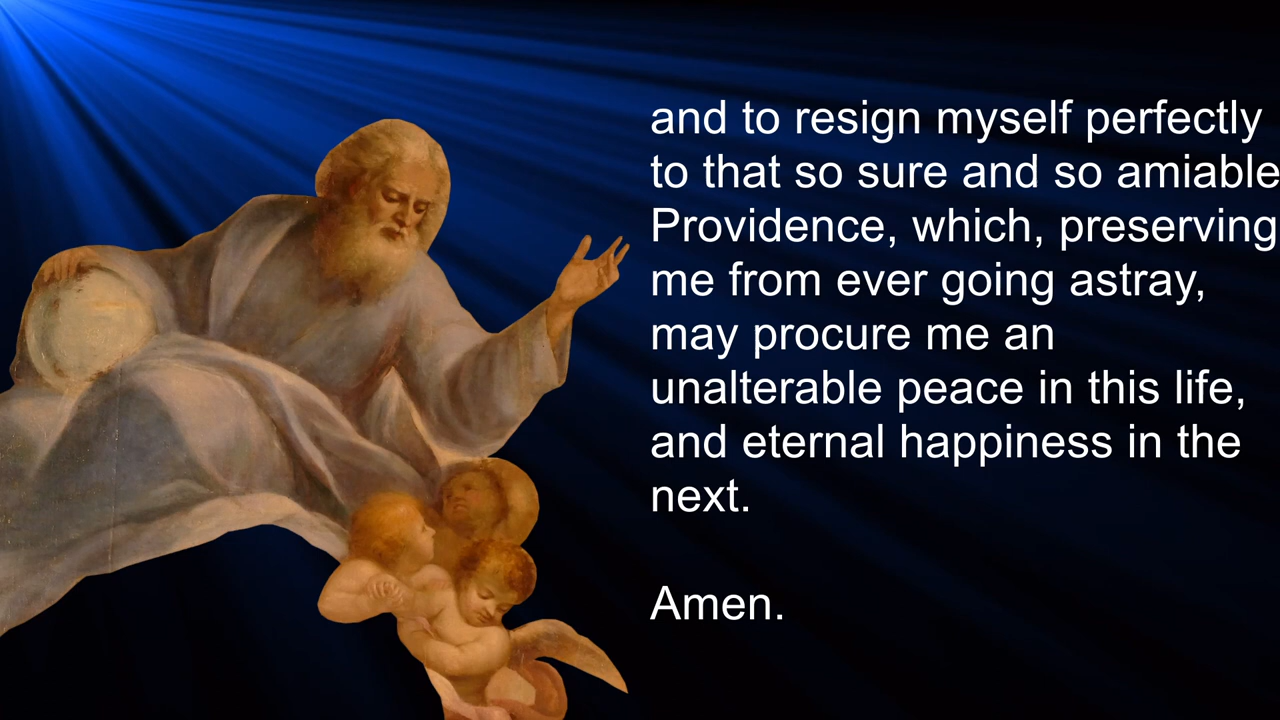 and to resign myself perfectly
to that so sure and so amiable
Providence, which, preserving
me from ever going astray,
may procure me an
unalterable peace in this life,
and eternal happiness in the
next.
Amen.